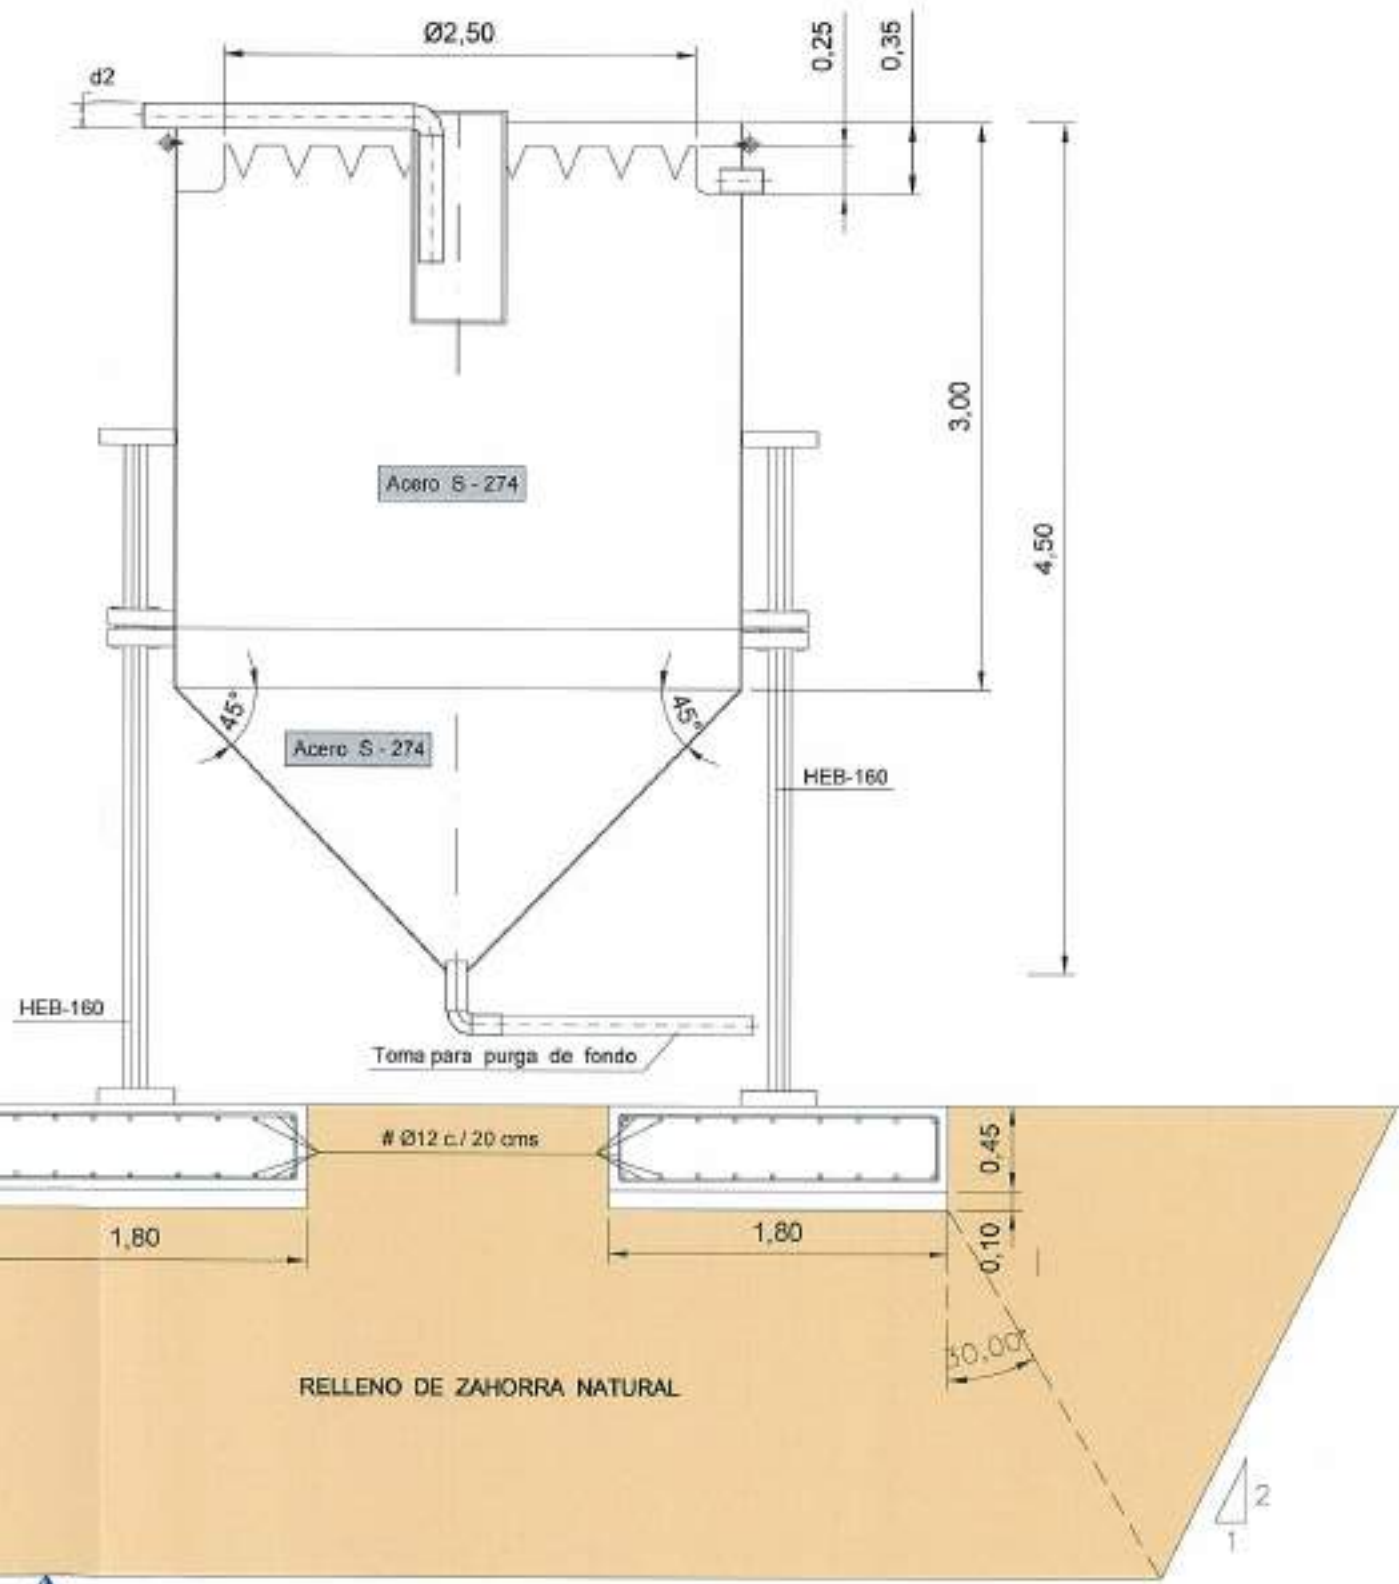 Ø2,50
d2
0,25
0,35
3,00
4,50
Acero S - 274
45°
45°
Acero S - 274
HEB-160
HEB-160
Toma para purga de fondo
# Ø12 c./ 20 cms
0,45
1,80
1,80
0,10
30,00°
RELLENO DE ZAHORRA NATURAL
2
1